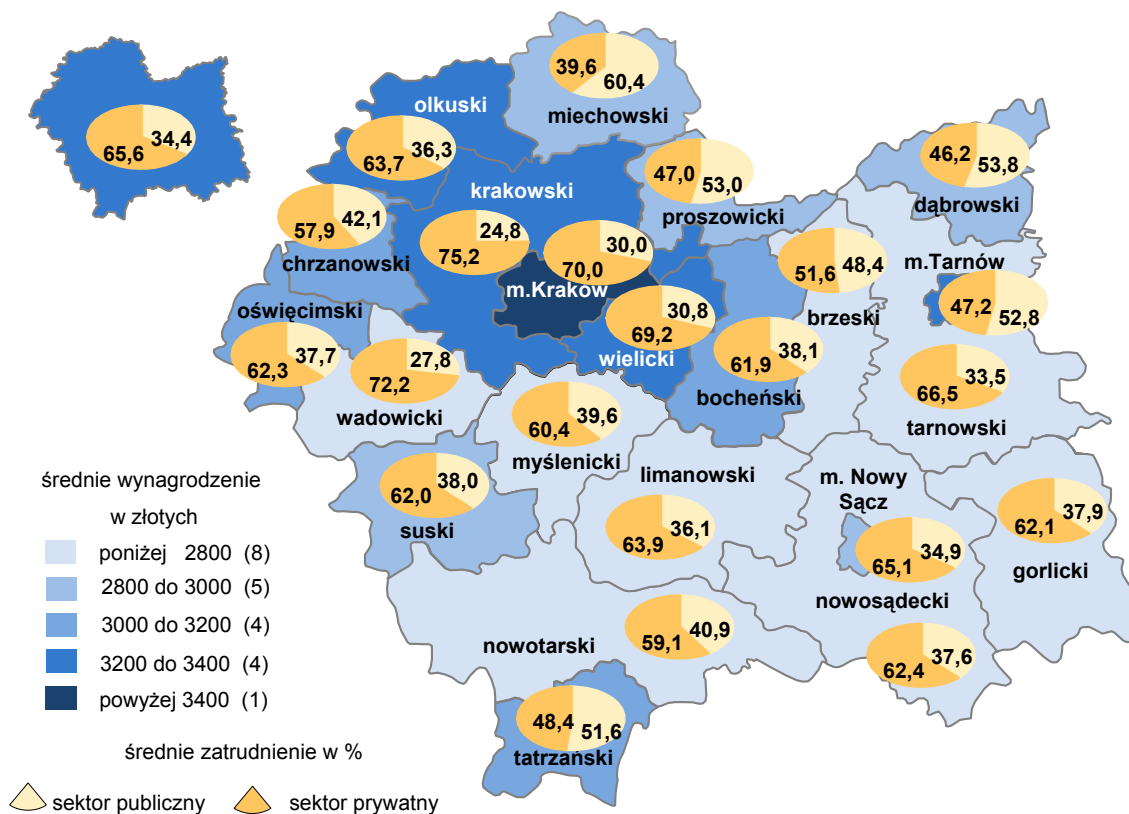 39,6
60,4
miechowski
olkuski
36,3
63,7
34,4
65,6
46,2
53,8
dąbrowski
47,0
53,0
proszowicki
krakowski
24,8
75,2
42,1
57,9
chrzanowski
30,0
70,0
m.Kraków
51,6
48,4
brzeski
m.Tarnów
47,2
52,8
oświęcimski
37,7
62,3
27,8
72,2
wadowicki
30,8
69,2
wielicki
61,9
38,1
bocheński
33,5
66,5
tarnowski
39,6
60,4
myślenicki
limanowski
36,1
63,9
m. Nowy
Sącz
34,9
65,1
nowosądecki
37,6
62,4
37,9
62,1
gorlicki
38,0
62,0
suski
nowotarski
40,9
59,1
48,4
51,6
tatrzański
średnie wynagrodzenie
w złotych
poniżej 2800 (8)
2800 do 3000 (5)
3000 do 3200 (4)
3200 do 3400 (4)
powyżej 3400 (1)
średnie zatrudnienie w %
sektor publiczny sektor prywatny